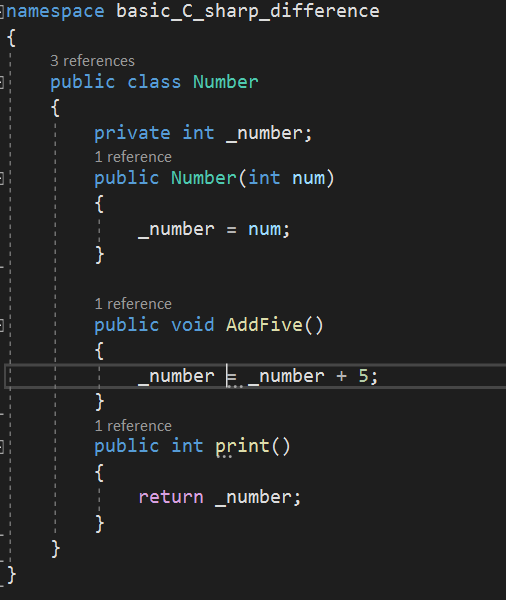 namespace basic_C_sharp_difference
{
3 references
public class Number
{
private int _number;
1 reference
public Number(int num)
{
_number = num;
}
1 reference
public void AddFive()
{
_number = _number + 5;
}
1 reference
public int print()
{
return _number;
}
}
}